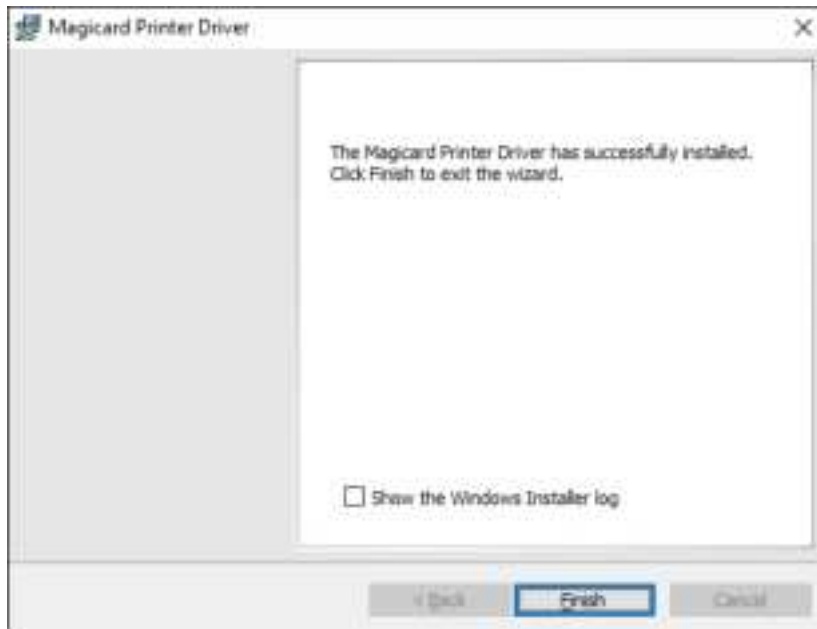 Magicard Printer Driver
The Magicard Printer Driver has successfully installed.
Click Finish to exit the wizard.
Show the Windows Installer log
< Back Finish Cancel